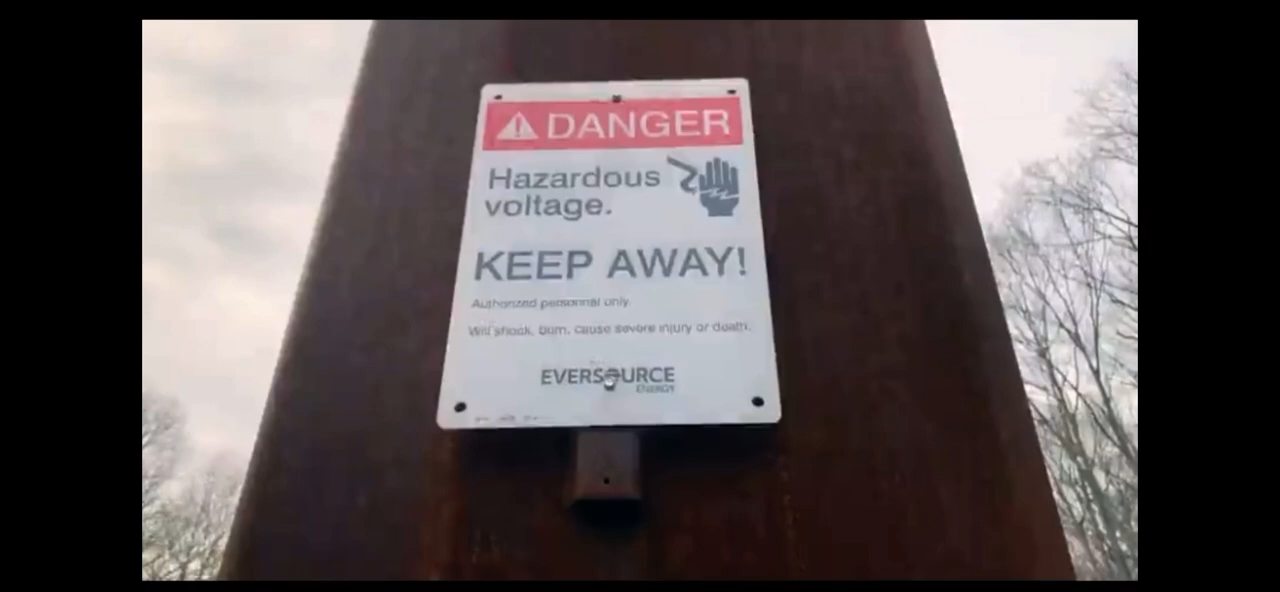 DANGER
Hazardous
voltage.
KEEP AWAY!
Authorized personnel only.
Will shock, burn, cause severe injury or death.
EVERSOURCE
ENERGY